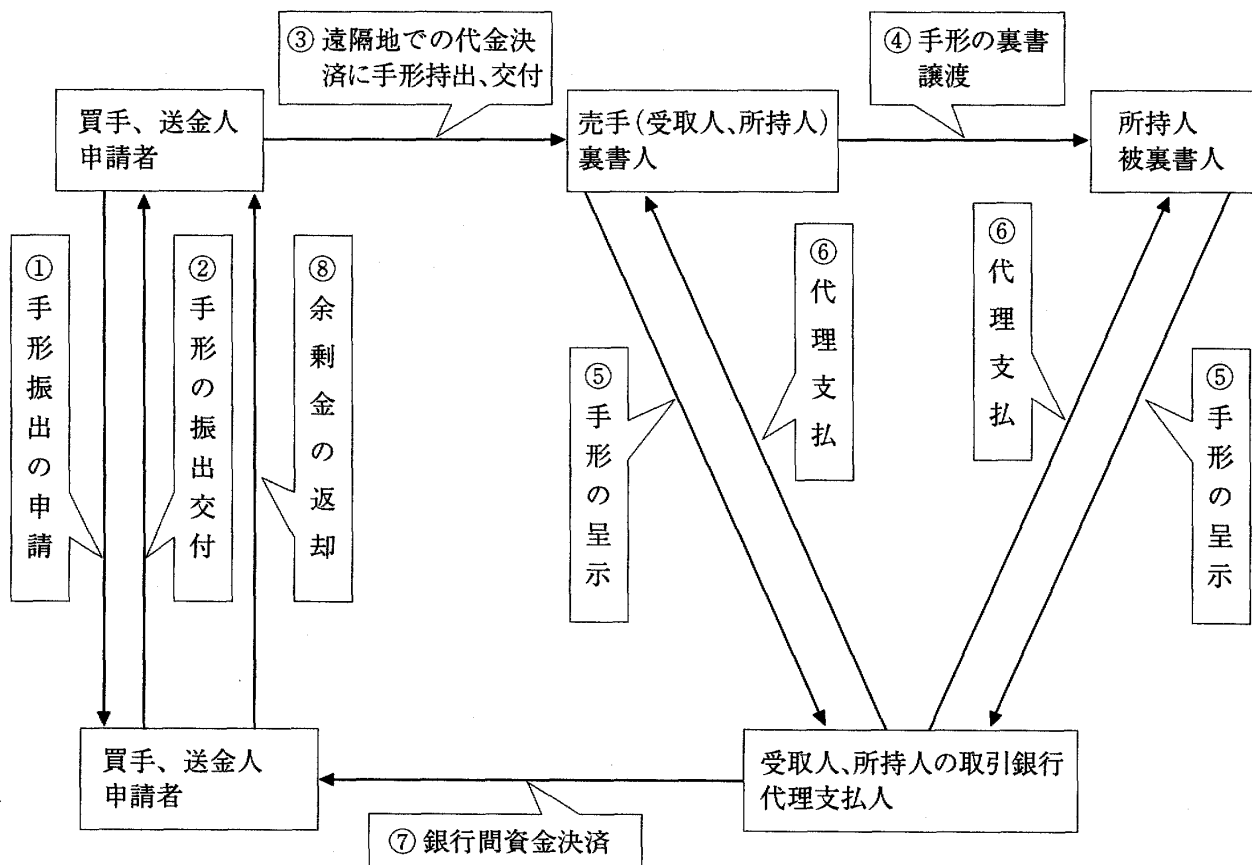 ③ 遠隔地での代金決
済に手形持出、交付
④ 手形の裏書
譲渡
買手、送金人
申請者
売手(受取人、所持人)
裏書人
所持人
被裏書人
① 手形振出の申請
② 手形の振出交付
⑧ 余剰金の返却
⑤ 手形の呈示
⑥ 代理支払
⑥ 代理支払
⑤ 手形の呈示
買手、送金人
申請者
受取人、所持人の取引銀行
代理支払人
⑦ 銀行間資金決済